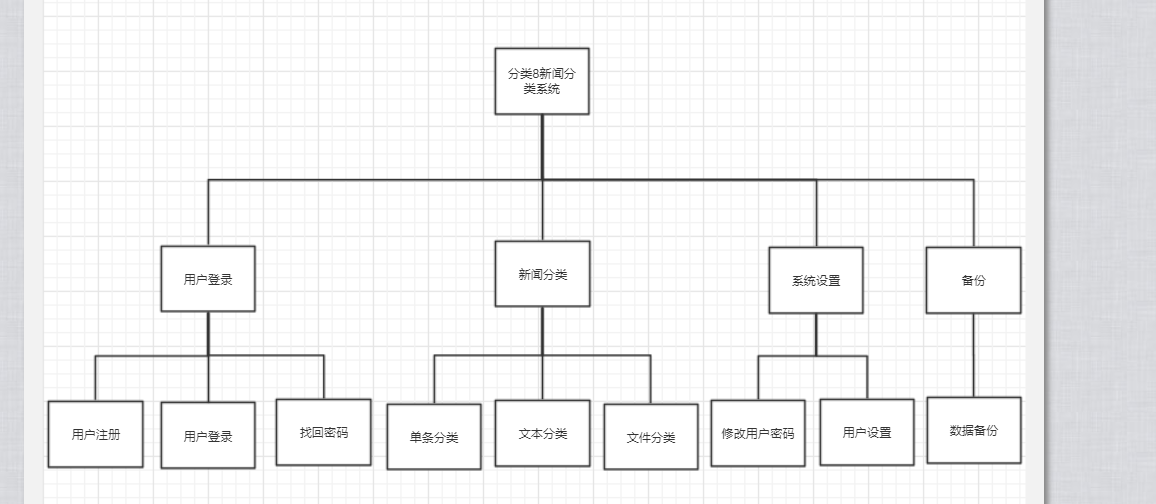 分类8新闻分
类系统
用户登录
新闻分类
系统设置
备份
用户注册
用户登录
找回密码
单条分类
文本分类
文件分类
修改用户密码
用户设置
数据备份